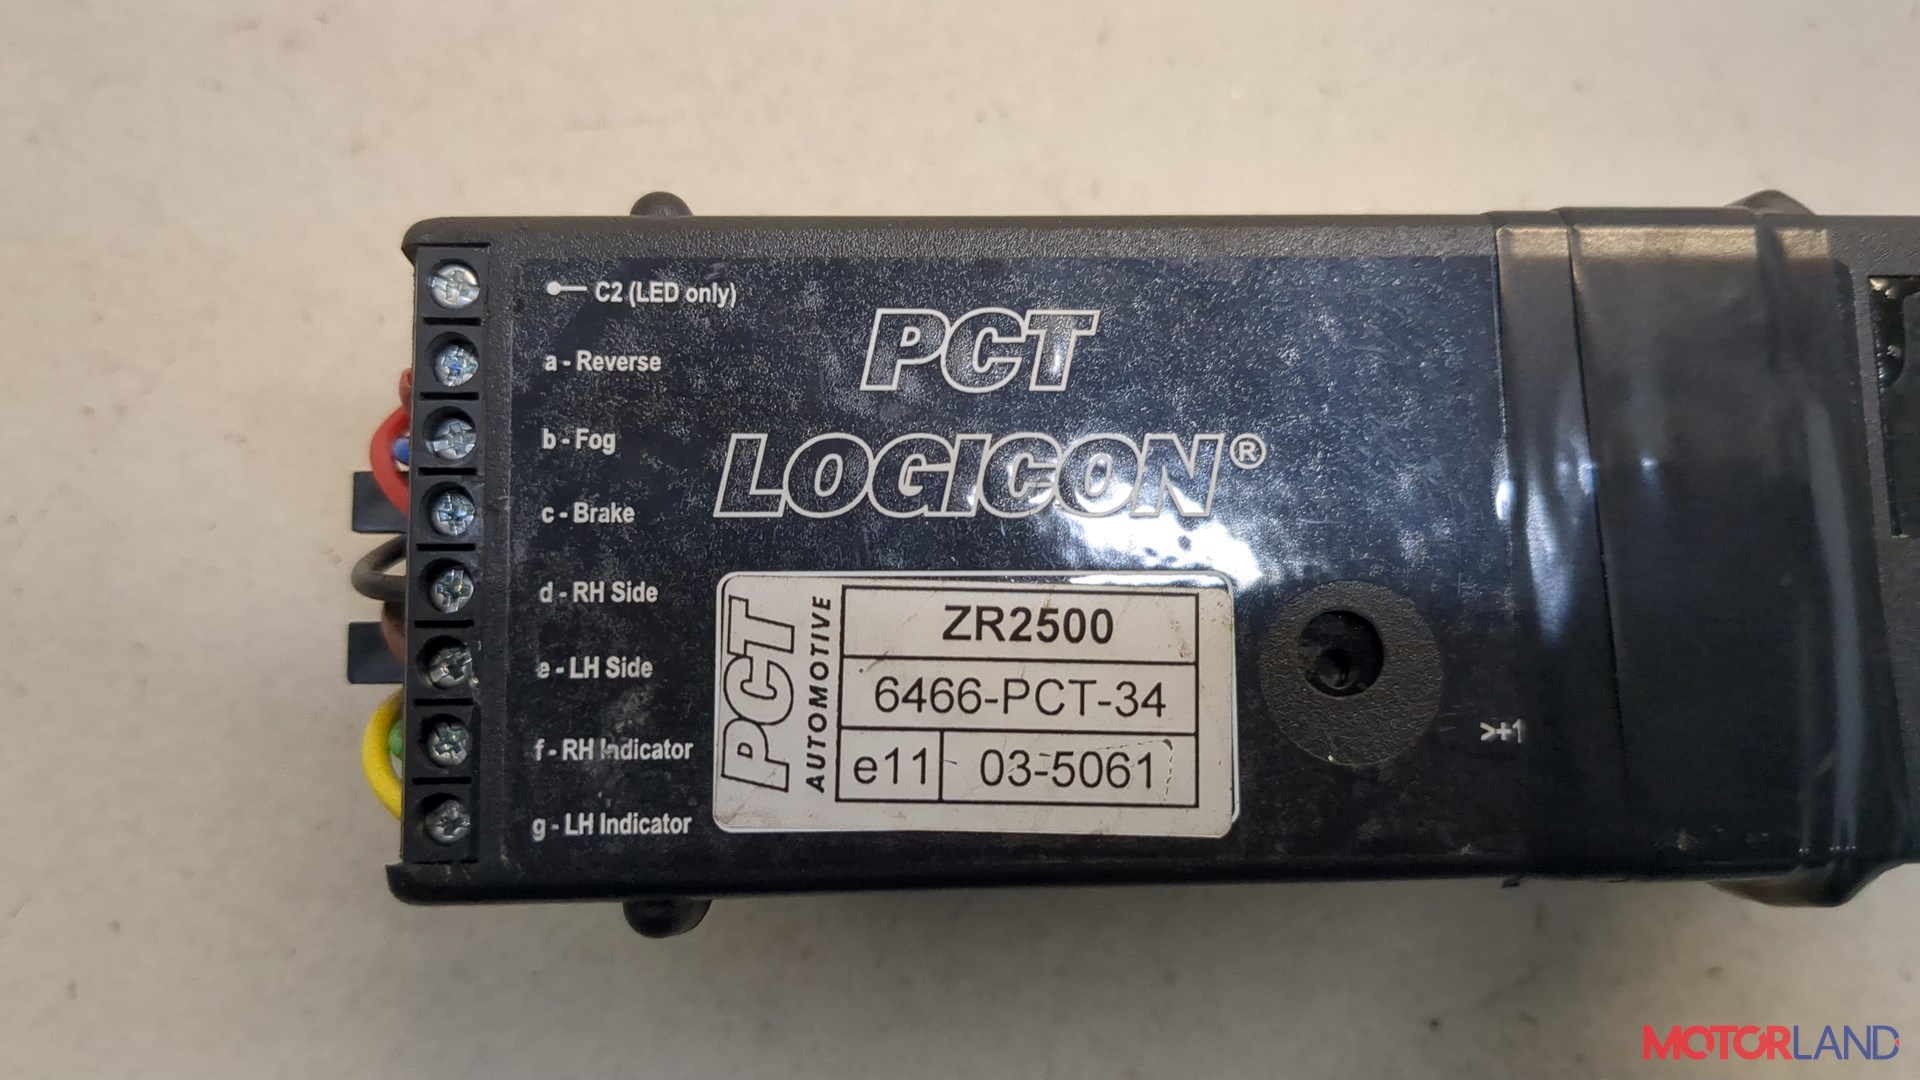 C2 (LED only)
a - Reverse
b - Fog
c - Brake
d - RH Side
e - LH Side
f - RH Indicator
g - LH Indicator
PCT
LOGICON®
PCT
AUTOMOTIVE
ZR2500
6466-PCT-34
e11 03-5061
>+1
MOTORLAND